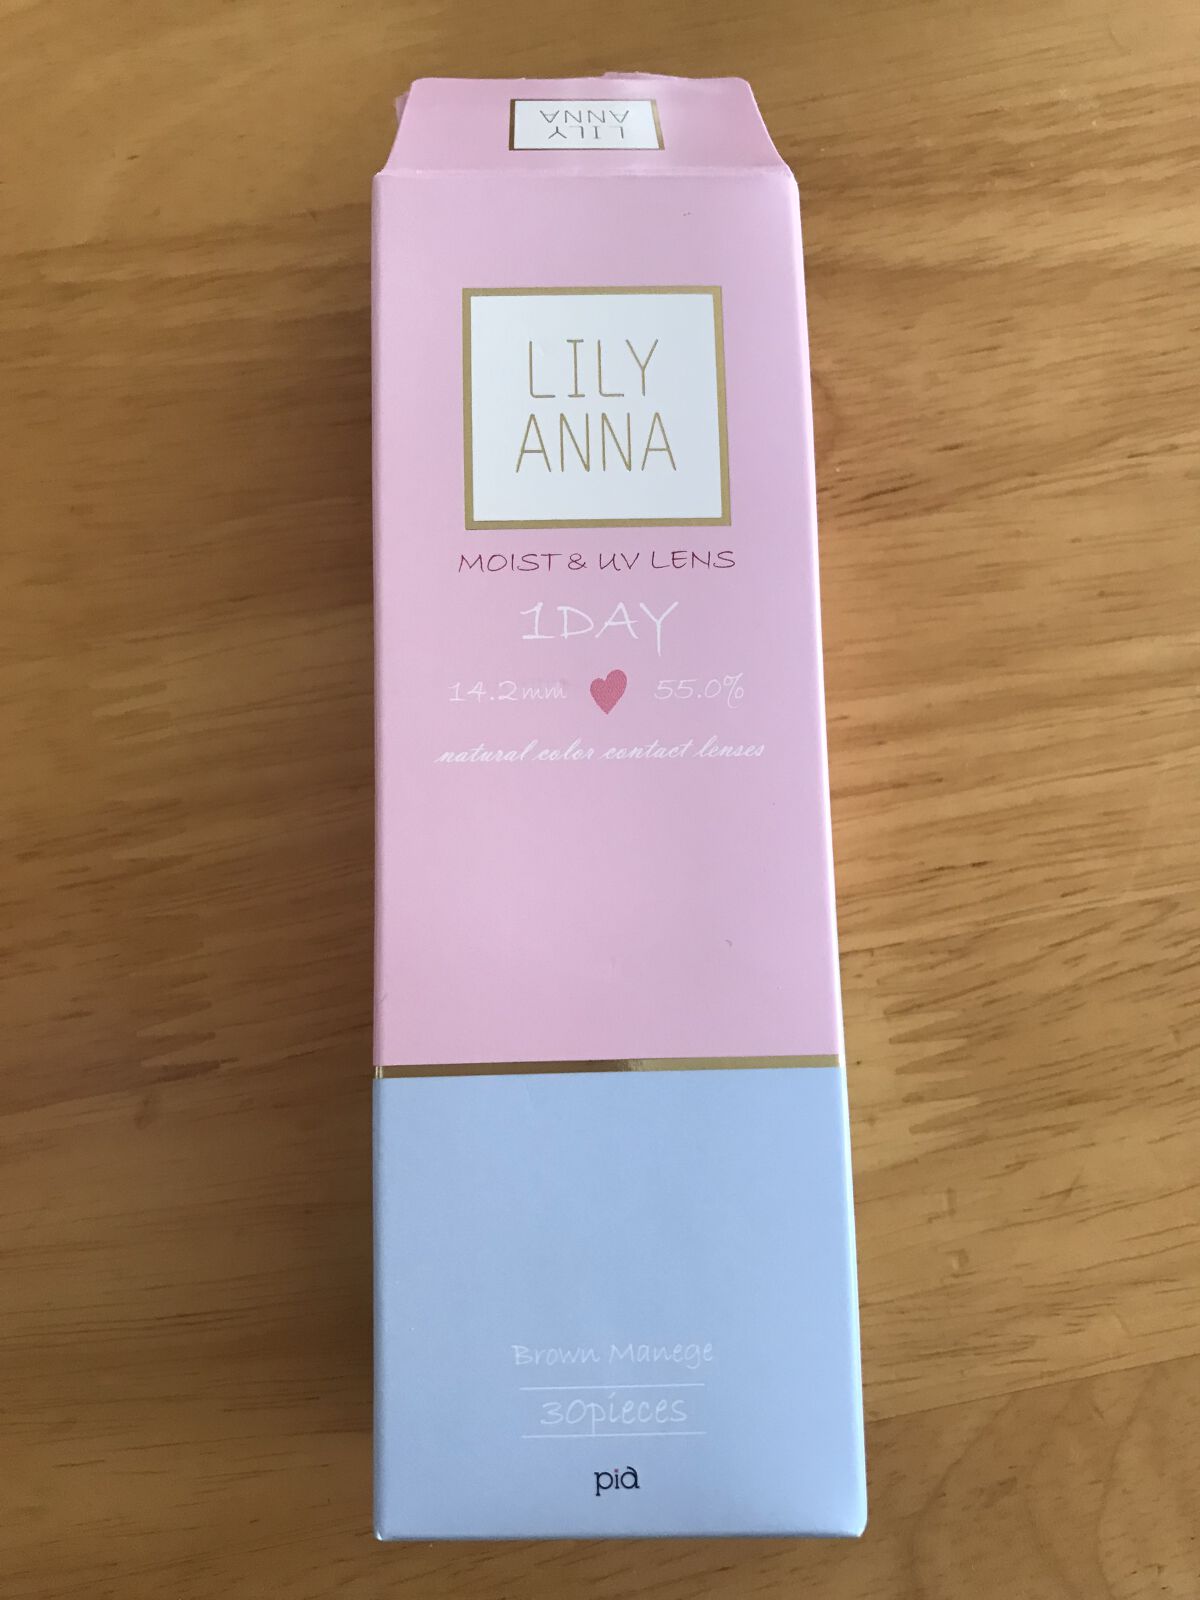 LILY
ANNA
LILY
ANNA
MOIST & UV LENS
1DAY
14.2mm 55.0%
natural color contact lenses
Brown Manege
30pieces
pia